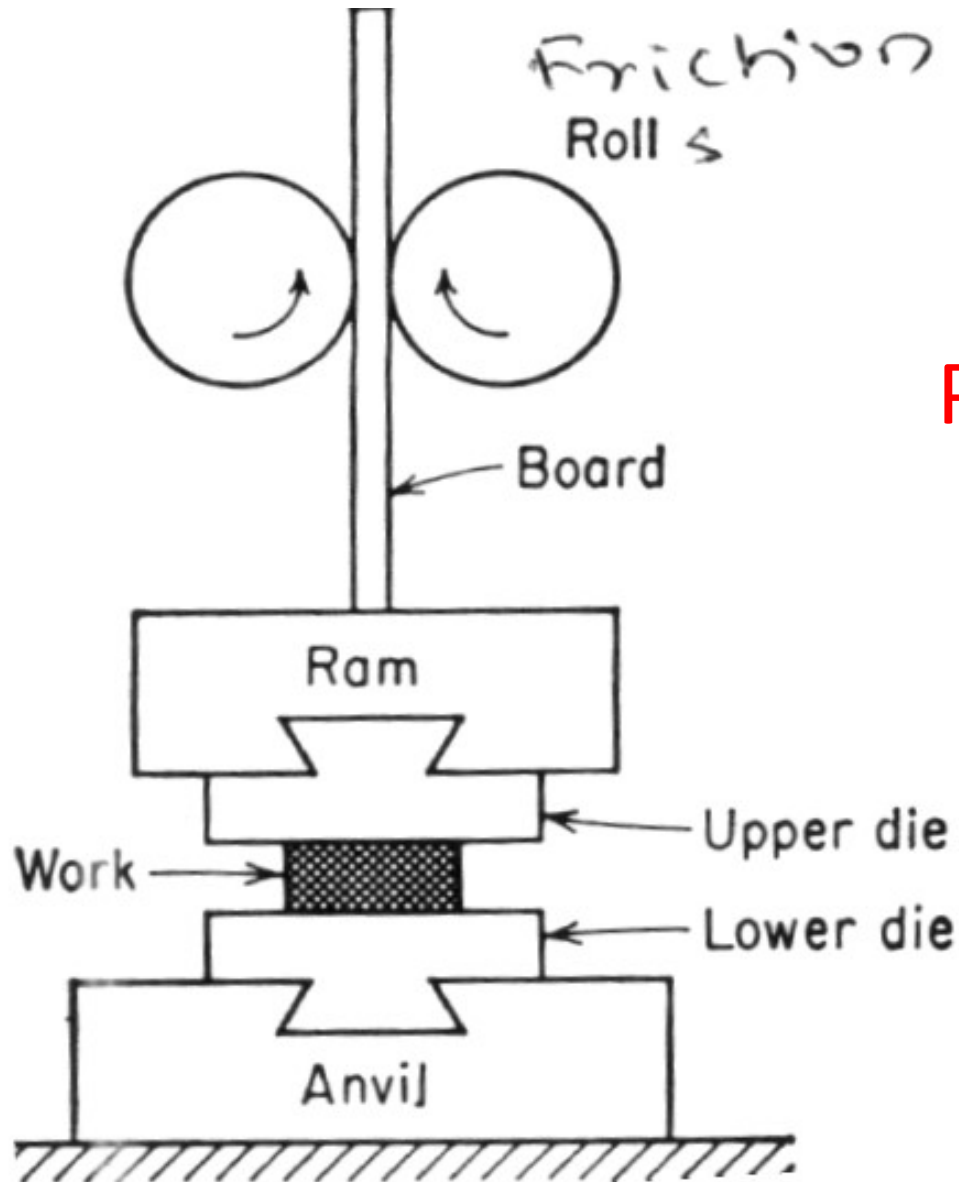 Friction
Roll s
F
Board
Ram
Upper die
Work
Lower die
Anvil